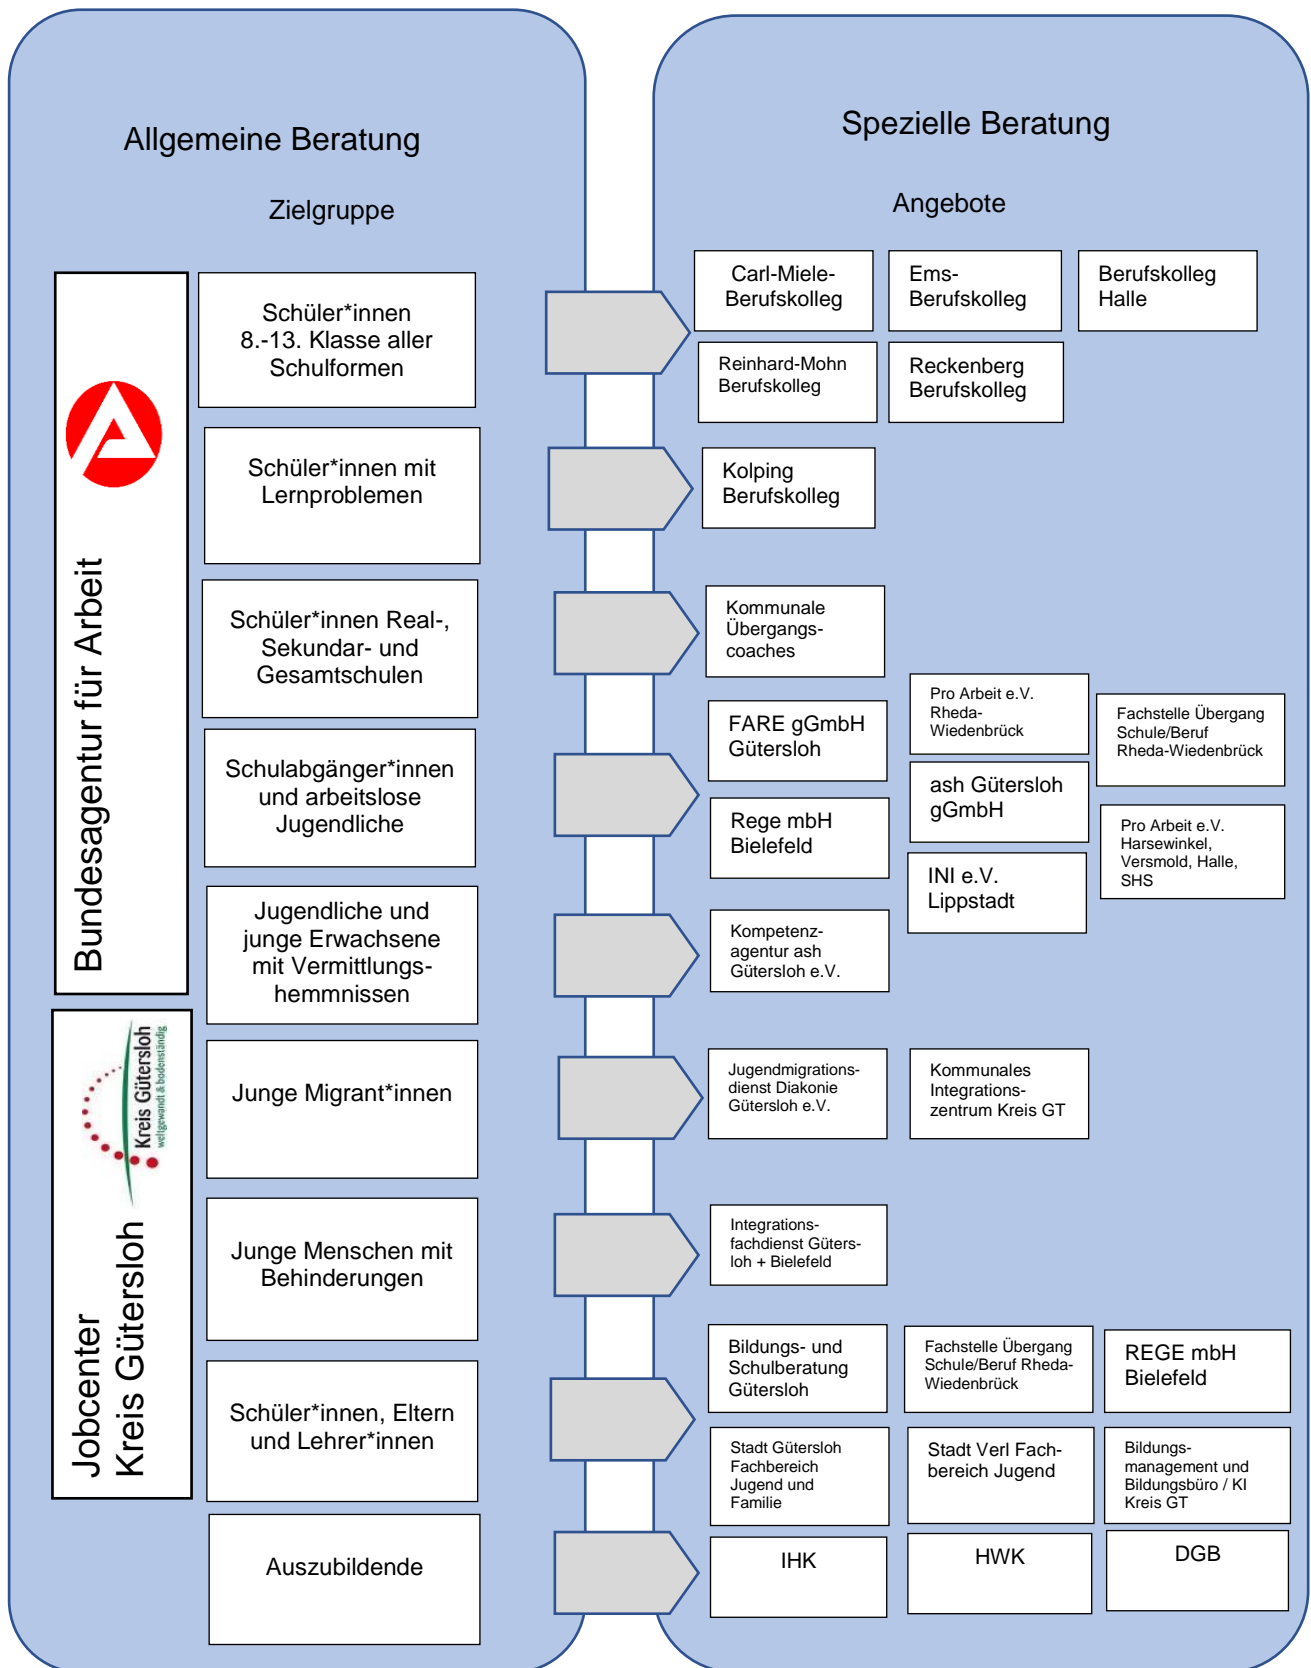 Allgemeine Beratung
Zielgruppe
Bundesagentur für Arbeit
Jobcenter
Kreis Gütersloh
Kreis Gütersloh
weltgewandt & bodenständig
Schüler*innen
8.-13. Klasse aller
Schulformen
Schüler*innen mit
Lernproblemen
Schüler*innen Real-,
Sekundar- und
Gesamtschulen
Schulabgänger*innen
und arbeitslose
Jugendliche
Jugendliche und
junge Erwachsene
mit Vermittlungs-
hemmnissen
Junge Migrant*innen
Junge Menschen mit
Behinderungen
Schüler*innen, Eltern
und Lehrer*innen
Auszubildende
Spezielle Beratung
Angebote
Carl-Miele-
Berufskolleg
Ems-
Berufskolleg
Berufskolleg
Halle
Reinhard-Mohn
Berufskolleg
Reckenberg
Berufskolleg
Kolping
Berufskolleg
Kommunale
Übergangs-
coaches
FARE gGmbH
Gütersloh
Pro Arbeit e.V.
Rheda-
Wiedenbrück
Fachstelle Übergang
Schule/Beruf
Rheda-Wiedenbrück
Rege mbH
Bielefeld
ash Gütersloh
gGmbH
Pro Arbeit e.V.
Harsewinkel,
Versmold, Halle,
SHS
INI e.V.
Lippstadt
Kompetenz-
agentur ash
Gütersloh e.V.
Jugendmigrations-
dienst Diakonie
Gütersloh e.V.
Kommunales
Integrations-
zentrum Kreis GT
Integrations-
fachdienst Güters-
loh + Bielefeld
Bildungs- und
Schulberatung
Gütersloh
Fachstelle Übergang
Schule/Beruf Rheda-
Wiedenbrück
REGE mbH
Bielefeld
Stadt Gütersloh
Fachbereich
Jugend und
Familie
Stadt Verl Fach-
bereich Jugend
Bildungs-
management und
Bildungsbüro / KI
Kreis GT
IHK
HWK
DGB